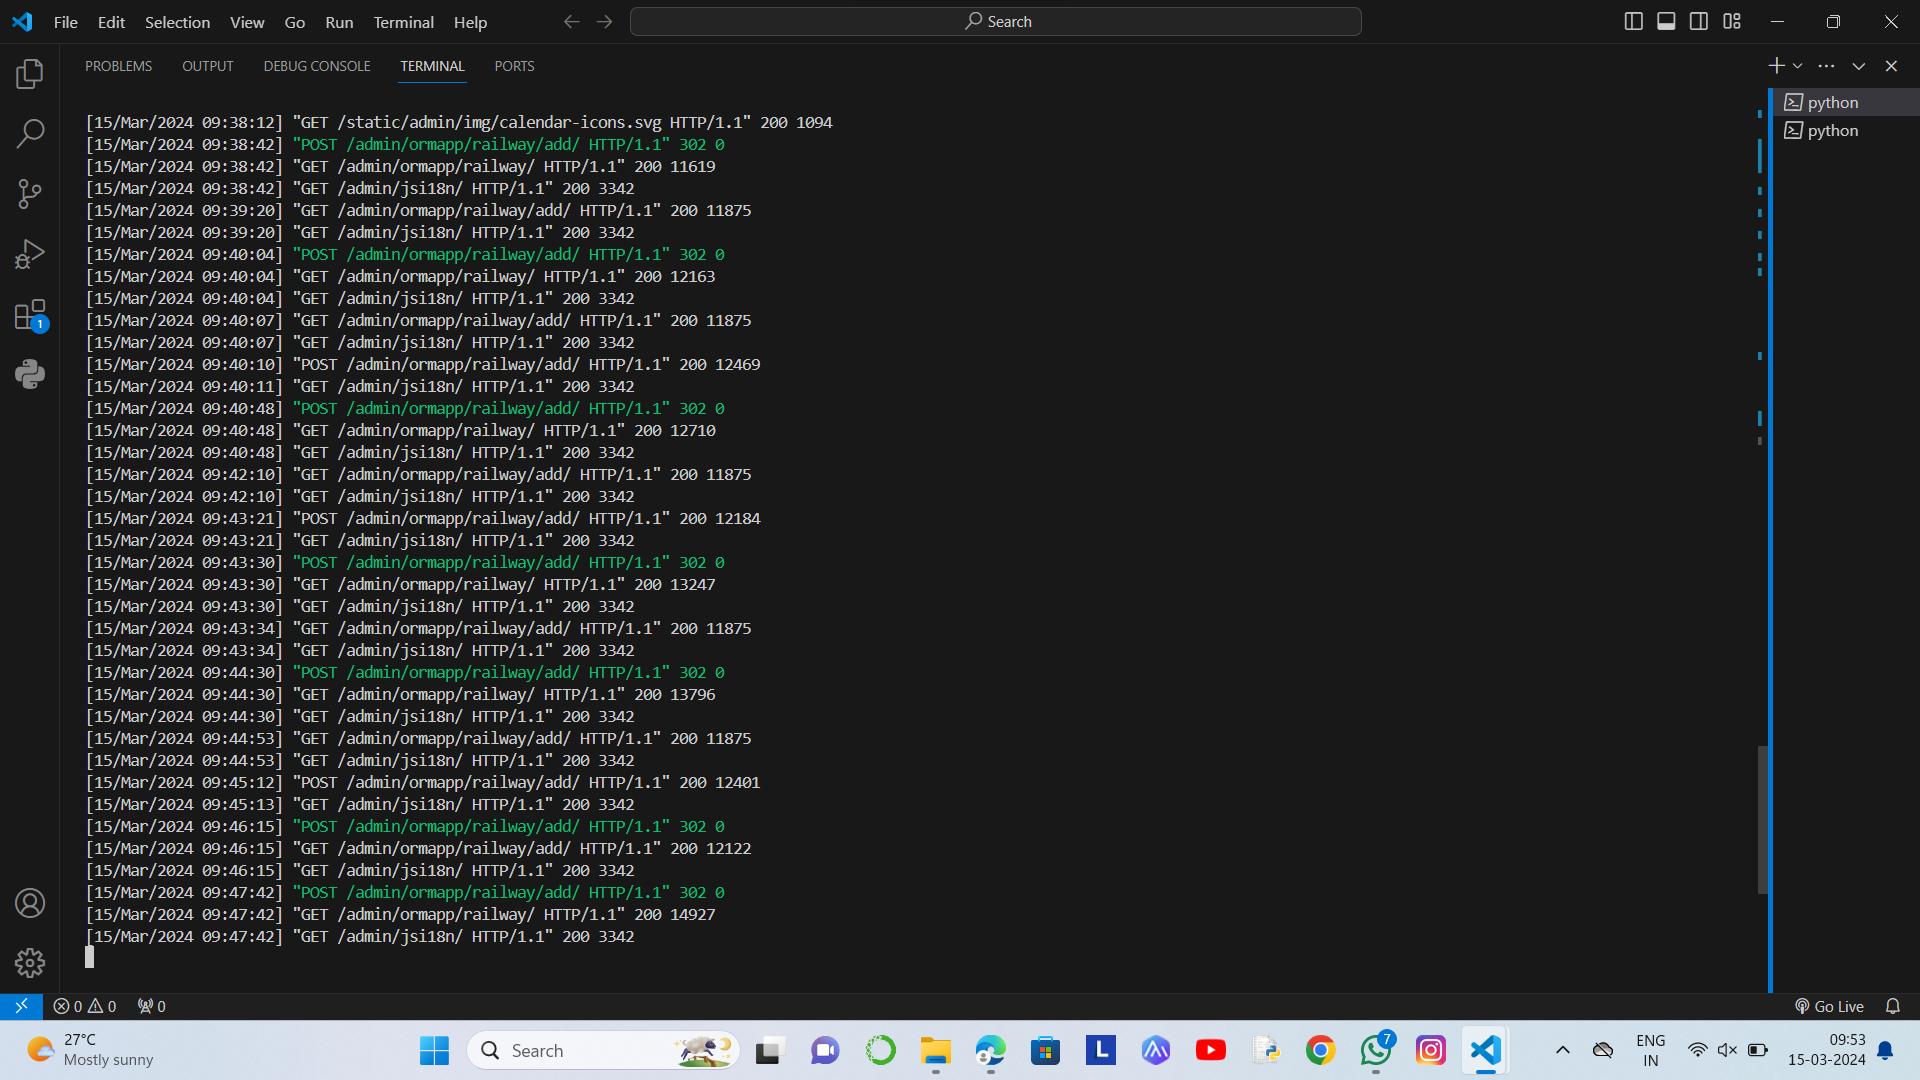 File Edit Selection View Go Run Terminal Help
Search
PROBLEMS OUTPUT DEBUG CONSOLE TERMINAL PORTS
python
python
[15/Mar/2024 09:38:12] "GET /static/admin/img/calendar-icons.svg HTTP/1.1" 200 1094
[15/Mar/2024 09:38:42] "POST /admin/ormapp/railway/add/ HTTP/1.1" 302 0
[15/Mar/2024 09:38:42] "GET /admin/ormapp/railway/ HTTP/1.1" 200 11619
[15/Mar/2024 09:38:42] "GET /admin/jsi18n/ HTTP/1.1" 200 3342
[15/Mar/2024 09:39:20] "GET /admin/ormapp/railway/add/ HTTP/1.1" 200 11875
[15/Mar/2024 09:39:20] "GET /admin/jsi18n/ HTTP/1.1" 200 3342
[15/Mar/2024 09:40:04] "POST /admin/ormapp/railway/add/ HTTP/1.1" 302 0
[15/Mar/2024 09:40:04] "GET /admin/ormapp/railway/ HTTP/1.1" 200 12163
[15/Mar/2024 09:40:04] "GET /admin/jsi18n/ HTTP/1.1" 200 3342
[15/Mar/2024 09:40:07] "GET /admin/ormapp/railway/add/ HTTP/1.1" 200 11875
[15/Mar/2024 09:40:07] "GET /admin/jsi18n/ HTTP/1.1" 200 3342
[15/Mar/2024 09:40:10] "POST /admin/ormapp/railway/add/ HTTP/1.1" 200 12469
[15/Mar/2024 09:40:11] "GET /admin/jsi18n/ HTTP/1.1" 200 3342
[15/Mar/2024 09:40:48] "POST /admin/ormapp/railway/add/ HTTP/1.1" 302 0
[15/Mar/2024 09:40:48] "GET /admin/ormapp/railway/ HTTP/1.1" 200 12710
[15/Mar/2024 09:40:48] "GET /admin/jsi18n/ HTTP/1.1" 200 3342
[15/Mar/2024 09:42:10] "GET /admin/ormapp/railway/add/ HTTP/1.1" 200 11875
[15/Mar/2024 09:42:10] "GET /admin/jsi18n/ HTTP/1.1" 200 3342
[15/Mar/2024 09:43:21] "POST /admin/ormapp/railway/add/ HTTP/1.1" 200 12184
[15/Mar/2024 09:43:21] "GET /admin/jsi18n/ HTTP/1.1" 200 3342
[15/Mar/2024 09:43:30] "POST /admin/ormapp/railway/add/ HTTP/1.1" 302 0
[15/Mar/2024 09:43:30] "GET /admin/ormapp/railway/ HTTP/1.1" 200 13247
[15/Mar/2024 09:43:30] "GET /admin/jsi18n/ HTTP/1.1" 200 3342
[15/Mar/2024 09:43:34] "GET /admin/ormapp/railway/add/ HTTP/1.1" 200 11875
[15/Mar/2024 09:43:34] "GET /admin/jsi18n/ HTTP/1.1" 200 3342
[15/Mar/2024 09:44:30] "POST /admin/ormapp/railway/add/ HTTP/1.1" 302 0
[15/Mar/2024 09:44:30] "GET /admin/ormapp/railway/ HTTP/1.1" 200 13796
[15/Mar/2024 09:44:30] "GET /admin/jsi18n/ HTTP/1.1" 200 3342
[15/Mar/2024 09:44:53] "GET /admin/ormapp/railway/add/ HTTP/1.1" 200 11875
[15/Mar/2024 09:44:53] "GET /admin/jsi18n/ HTTP/1.1" 200 3342
[15/Mar/2024 09:45:12] "POST /admin/ormapp/railway/add/ HTTP/1.1" 200 12401
[15/Mar/2024 09:45:13] "GET /admin/jsi18n/ HTTP/1.1" 200 3342
[15/Mar/2024 09:46:15] "POST /admin/ormapp/railway/add/ HTTP/1.1" 302 0
[15/Mar/2024 09:46:15] "GET /admin/ormapp/railway/add/ HTTP/1.1" 200 12122
[15/Mar/2024 09:46:15] "GET /admin/jsi18n/ HTTP/1.1" 200 3342
[15/Mar/2024 09:47:42] "POST /admin/ormapp/railway/add/ HTTP/1.1" 302 0
[15/Mar/2024 09:47:42] "GET /admin/ormapp/railway/ HTTP/1.1" 200 14927
[15/Mar/2024 09:47:42] "GET /admin/jsi18n/ HTTP/1.1" 200 3342
1
0 0 0
Go Live
27°C
Mostly sunny
Search
L
7
ENG
IN
09:53
15-03-2024